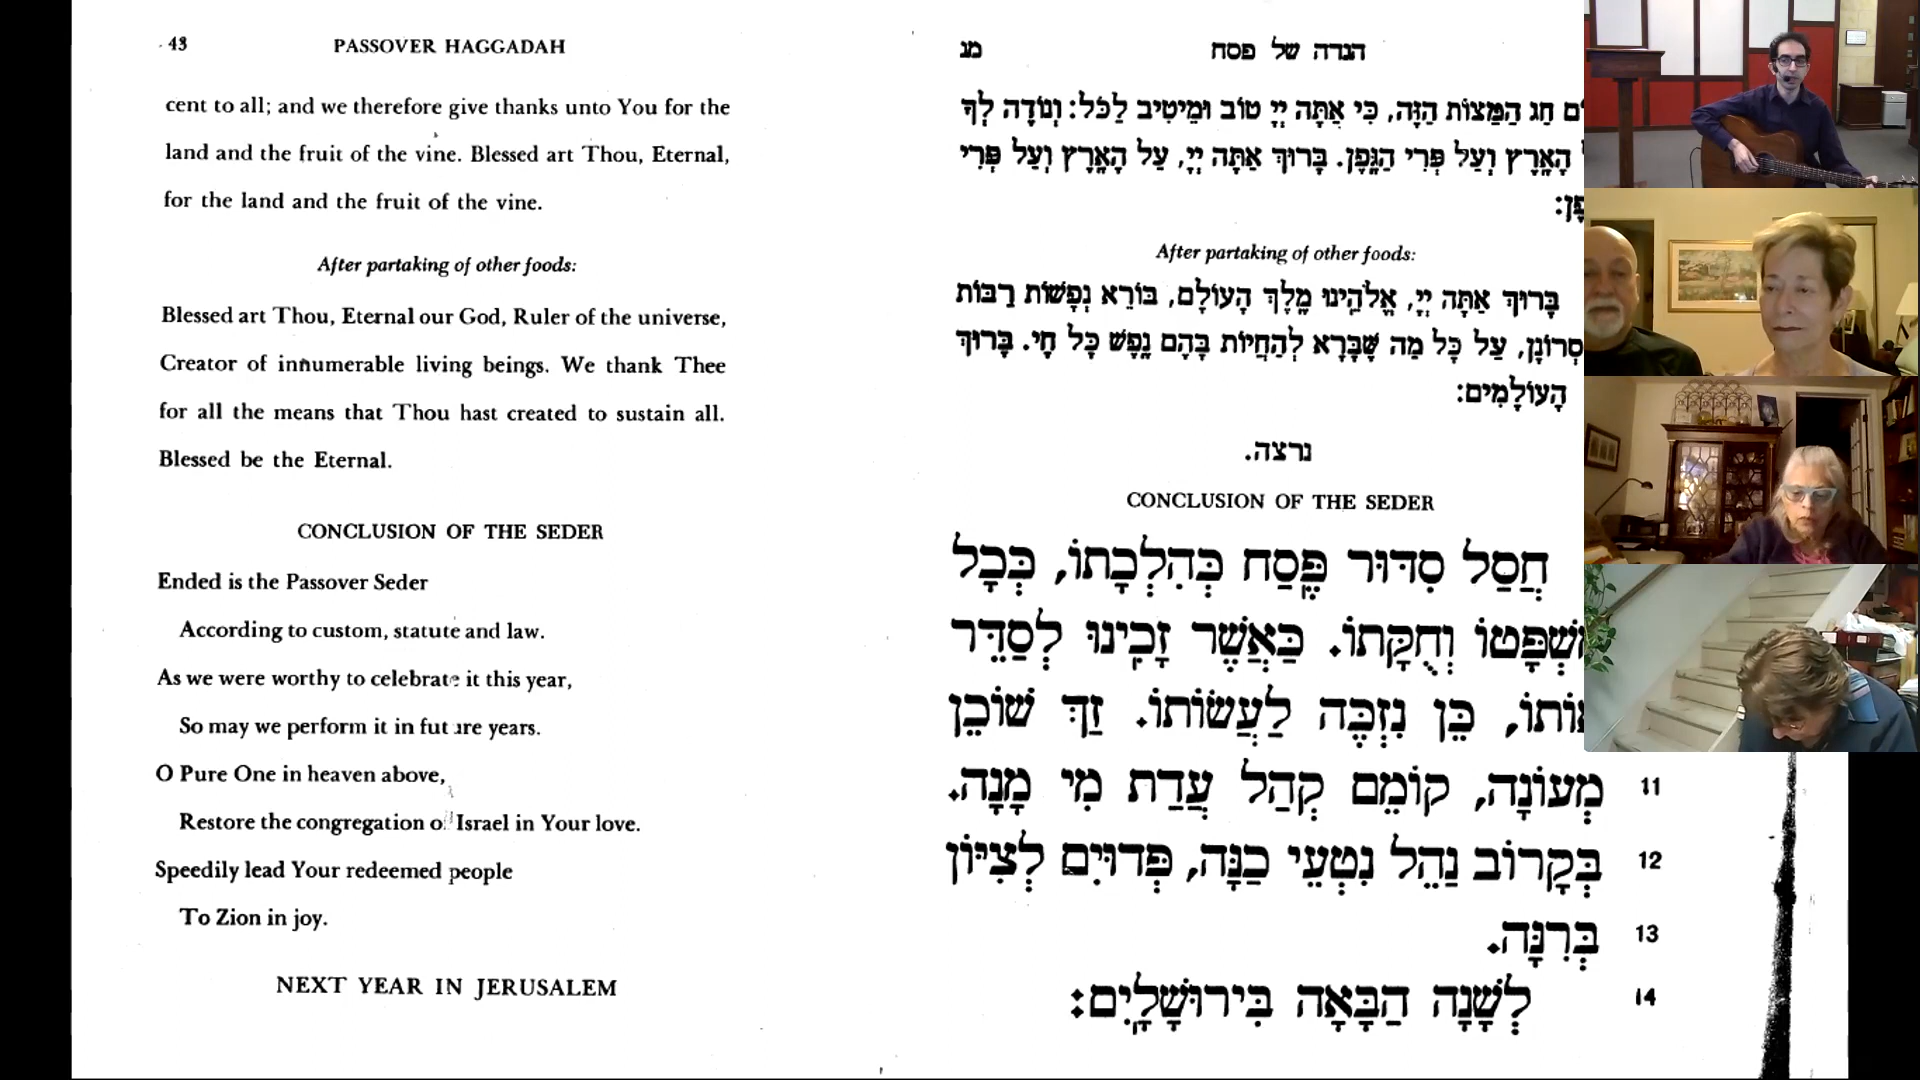 43 PASSOVER HAGGADAH
cent to all; and we therefore give thanks unto You for the
land and the fruit of the vine. Blessed art Thou, Eternal,
for the land and the fruit of the vine.
After partaking of other foods:
Blessed art Thou, Eternal our God, Ruler of the universe,
Creator of innumerable living beings. We thank Thee
for all the means that Thou hast created to sustain all.
Blessed be the Eternal.
CONCLUSION OF THE SEDER
Ended is the Passover Seder
According to custom, statute and law.
As we were worthy to celebrate it this year,
So may we perform it in future years.
O Pure One in heaven above,
Restore the congregation of Israel in Your love.
Speedily lead Your redeemed people
To Zion in joy.
NEXT YEAR IN JERUSALEM
הגדה של פסח מג
חַג הַמַּצּוֹת הַזֶּה, כִּי אַתָּה יְיָ טוֹב וּמֵיטִיב לַכֹּל: וְנוֹדֶה לְּךָ
הָאָרֶץ וְעַל פְּרִי הַגֶּפֶן. בָּרוּךְ אַתָּה יְיָ, עַל הָאָרֶץ וְעַל פְּרִי
After partaking of other foods:
בָּרוּךְ אַתָּה יְיָ, אֱלֹהֵינוּ מֶלֶךְ הָעוֹלָם, בּוֹרֵא נְפָשׁוֹת רַבּוֹת
עַל כָּל מַה שֶּׁבָּרָא לְהַחֲיוֹת בָּהֶם נֶפֶשׁ כָּל חָי. בָּרוּךְ
הָעוֹלָמִים:
נרצה.
CONCLUSION OF THE SEDER
חֲסַל סִדּוּר פֶּסַח כְּהִלְכָתוֹ, כְּכָל
וְחֻקָּתוֹ. כַּאֲשֶׁר זָכִינוּ לְסַדֵּר
כֵּן נִזְכֶּה לַעֲשׂוֹתוֹ. זַךְ שׁוֹכֵן
מְעוֹנָה, קוֹמֵם קְהַל עֲדַת מִי מָנָה. 11
בְּקָרוֹב נַהֵל נִטְעֵי כַנָּה, פְּדוּיִם לְצִיּוֹן 12
בְּרִנָּה. 13
לְשָׁנָה הַבָּאָה בִּירוּשָׁלָיִם: 14